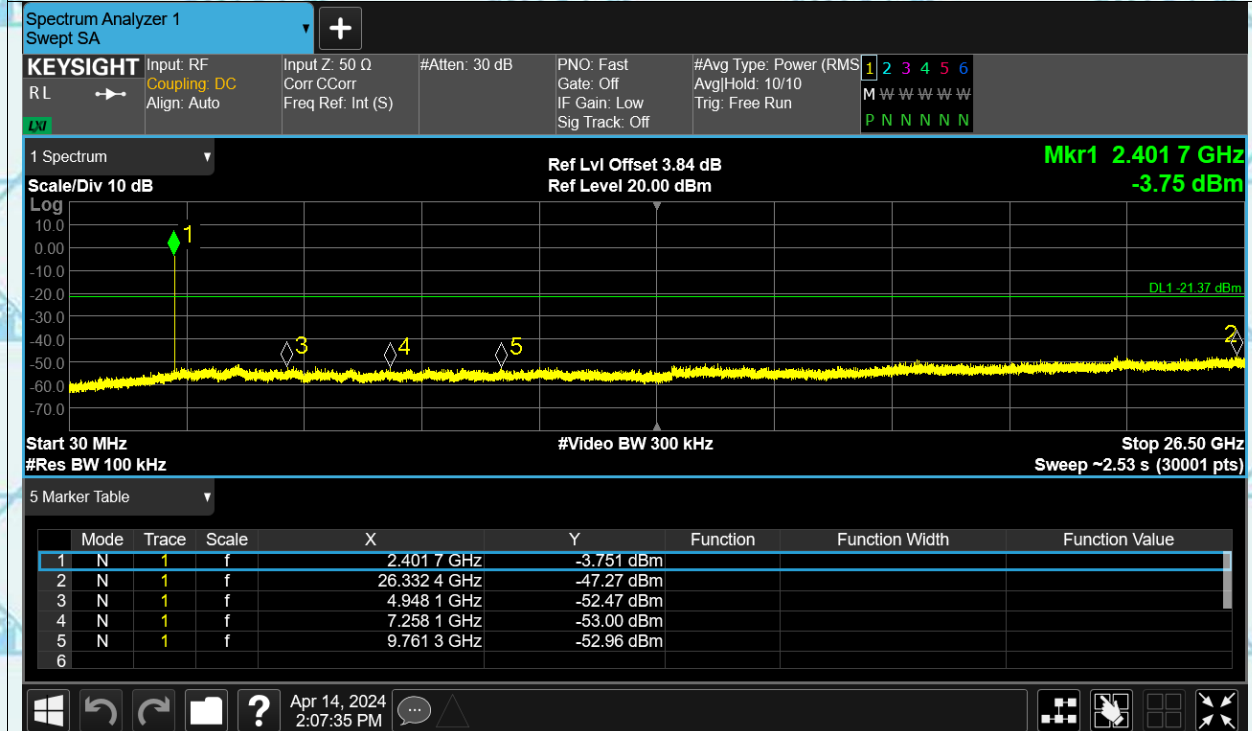 Spectrum Analyzer 1
Swept SA
+
KEYSIGHT
R L
LXI
Input: RF
Coupling: DC
Align: Auto
Input Z: 50 Ω
Corr CCorr
Freq Ref: Int (S)
#Atten: 30 dB
PNO: Fast
Gate: Off
IF Gain: Low
Sig Track: Off
#Avg Type: Power (RMS
Avg|Hold: 10/10
Trig: Free Run
1 2 3 4 5 6
M W W W W W
P N N N N N
1 Spectrum
Scale/Div 10 dB
Log
Ref Lvl Offset 3.84 dB
Ref Level 20.00 dBm
Mkr1 2.401 7 GHz
-3.75 dBm
10.0
0.00
-10.0
-20.0
-30.0
-40.0
-50.0
-60.0
-70.0
1
DL1 -21.37 dBm
3
4
5
2
Start 30 MHz
#Res BW 100 kHz
#Video BW 300 kHz
Stop 26.50 GHz
Sweep ~2.53 s (30001 pts)
5 Marker Table
Mode Trace Scale X Y Function Function Width Function Value
1 N 1 f 2.401 7 GHz -3.751 dBm
2 N 1 f 26.332 4 GHz -47.27 dBm
3 N 1 f 4.948 1 GHz -52.47 dBm
4 N 1 f 7.258 1 GHz -53.00 dBm
5 N 1 f 9.761 3 GHz -52.96 dBm
6
?
Apr 14, 2024
2:07:35 PM